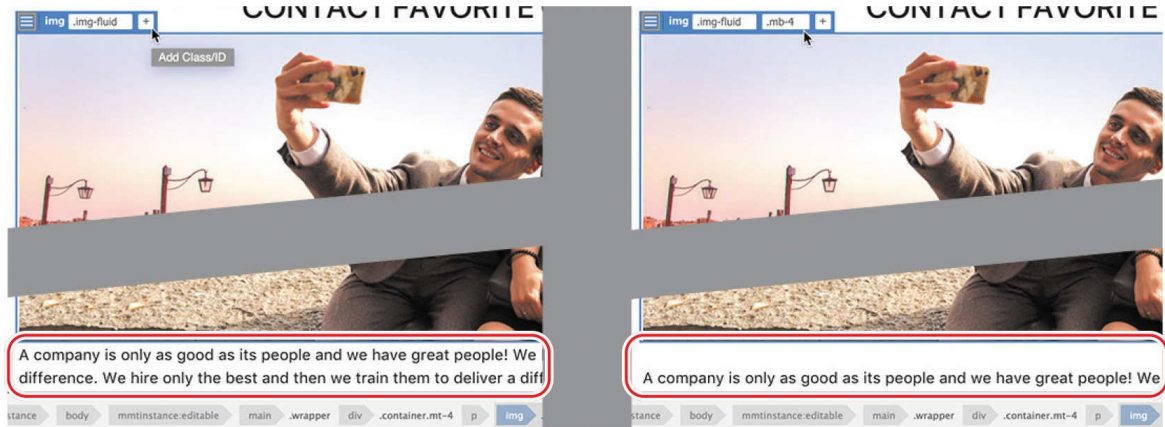 CONTACT FAVORITE
img .img-fluid +
Add Class/ID
A company is only as good as its people and we have great people! We
difference. We hire only the best and then we train them to deliver a diff
stance body mmtinstance:editable main .wrapper div .container.mt-4 p img
CONTACT FAVORITE
img .img-fluid .mb-4 +
A company is only as good as its people and we have great people! We
stance body mmtinstance:editable main .wrapper div .container.mt-4 p img